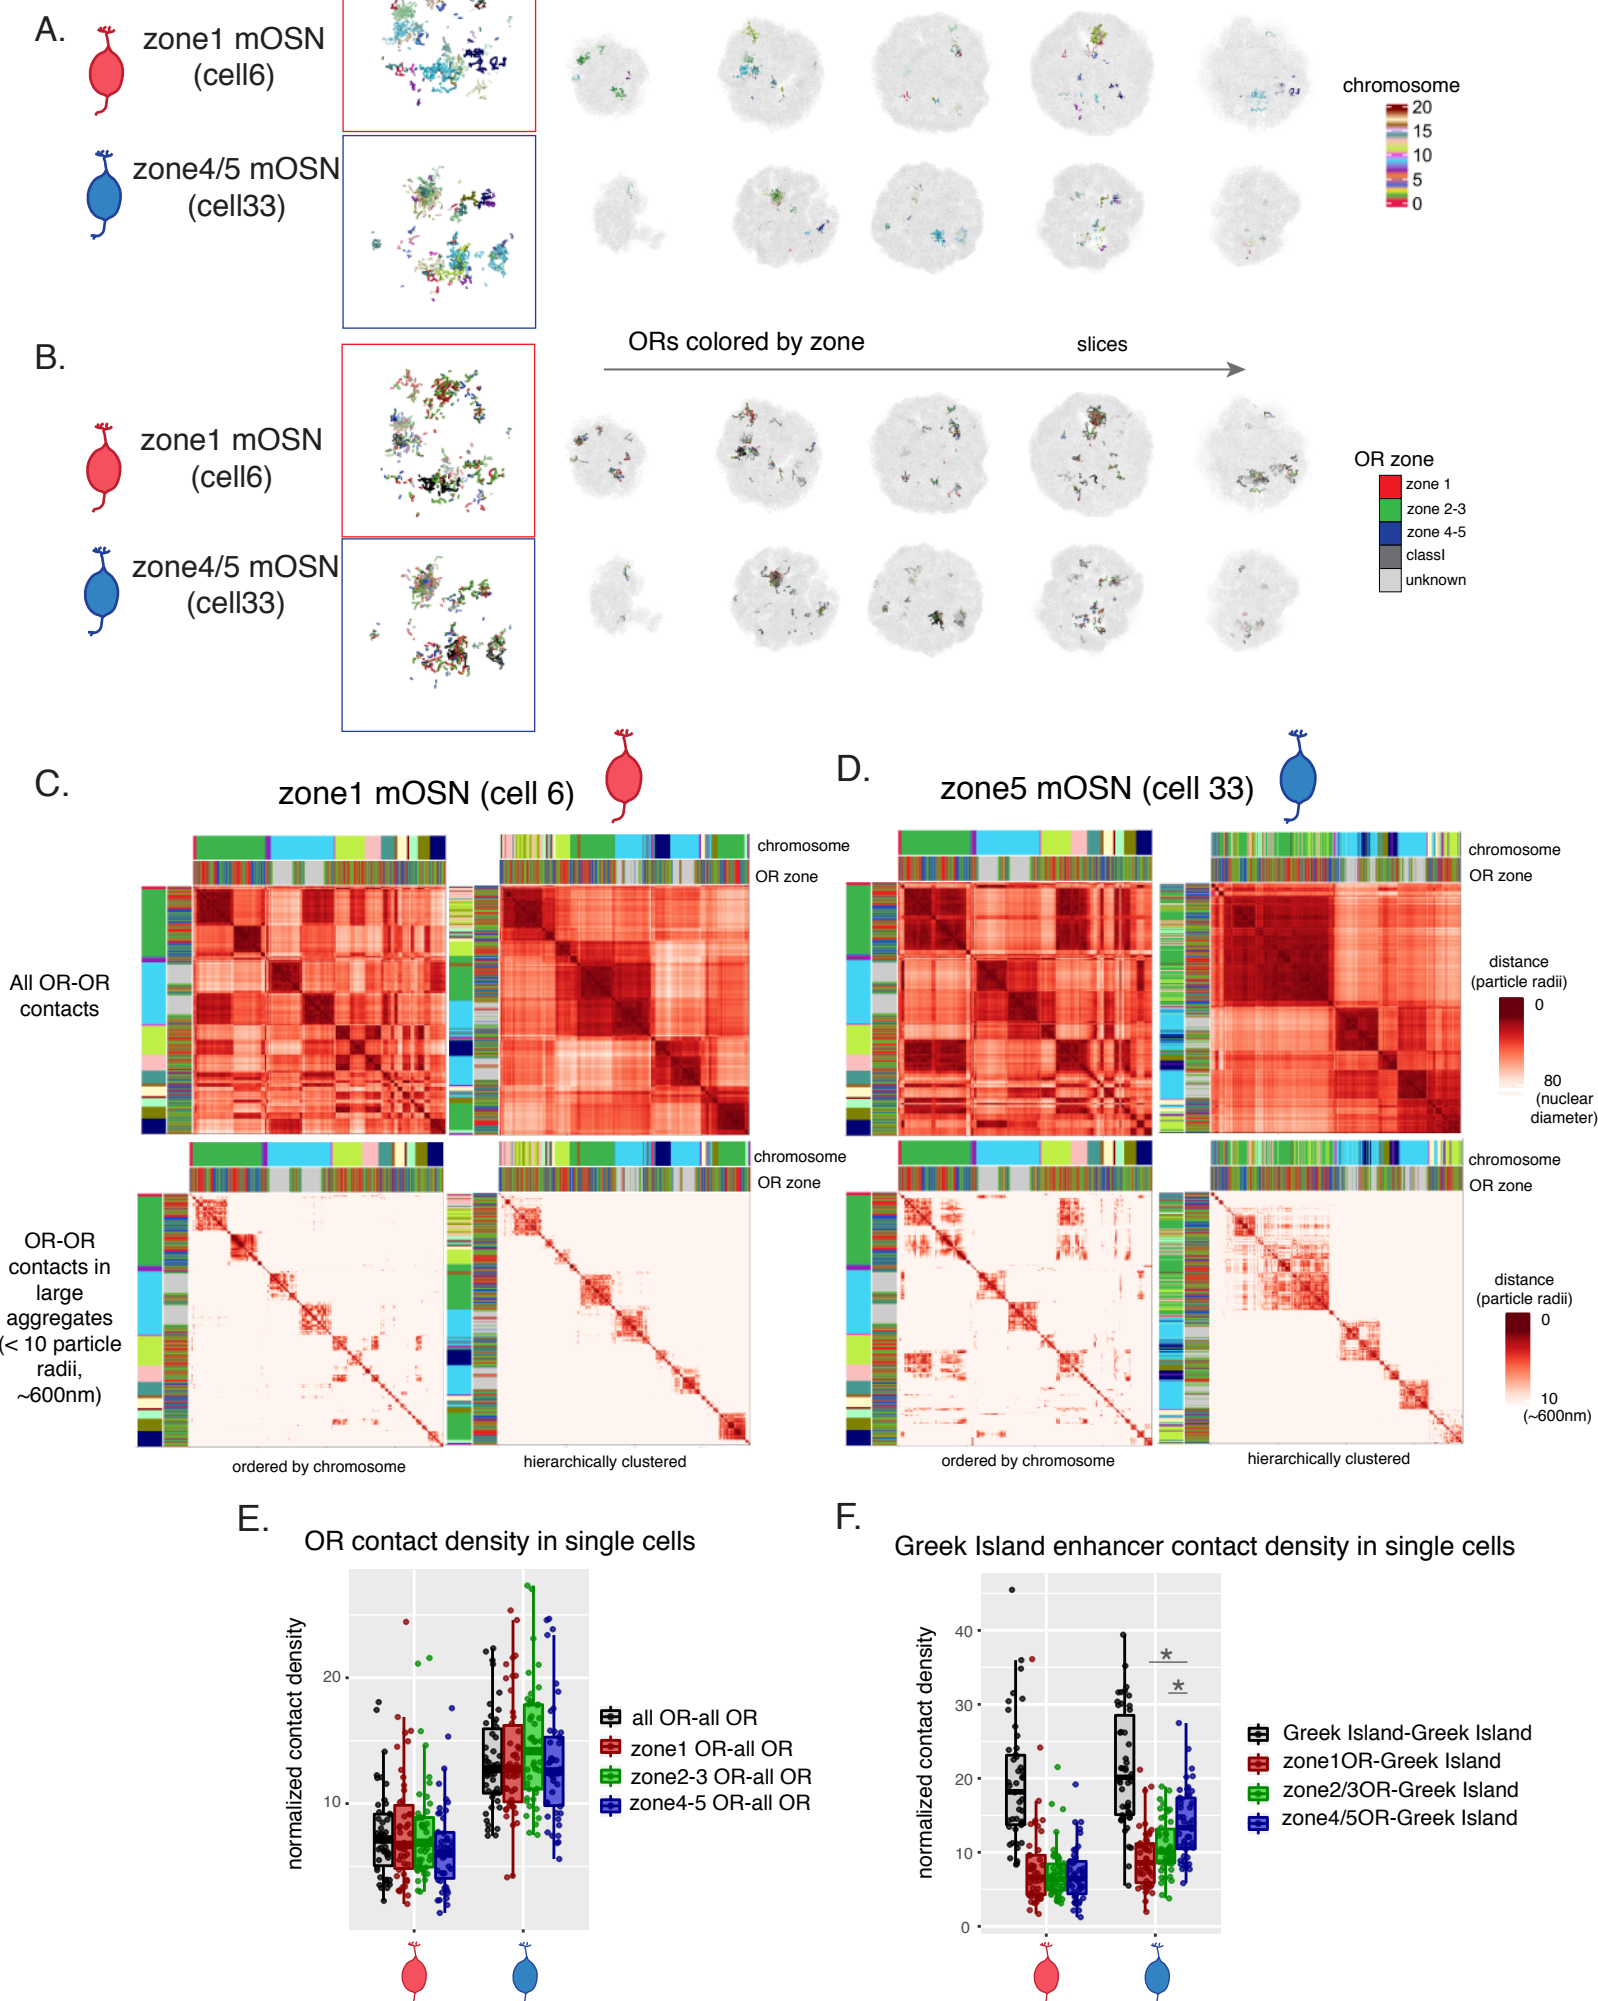 A.
zone1 mOSN
(cell6)
zone4/5 mOSN
(cell33)
chromosome
20
15
10
5
0
B.
ORs colored by zone
slices
zone1 mOSN
(cell6)
zone4/5 mOSN
(cell33)
OR zone
zone 1
zone 2-3
zone 4-5
classI
unknown
C.
zone1 mOSN (cell 6)
D.
zone5 mOSN (cell 33)
chromosome
OR zone
chromosome
OR zone
All OR-OR
contacts
distance
(particle radii)
0
80
(nuclear
diameter)
chromosome
OR zone
chromosome
OR zone
OR-OR
contacts in
large
aggregates
(< 10 particle
radii,
~600nm)
distance
(particle radii)
0
10
(~600nm)
ordered by chromosome
hierarchically clustered
ordered by chromosome
hierarchically clustered
E.
OR contact density in single cells
normalized contact density
20
10
all OR-all OR
zone1 OR-all OR
zone2-3 OR-all OR
zone4-5 OR-all OR
F.
Greek Island enhancer contact density in single cells
normalized contact density
40
30
20
10
0
*
*
Greek Island-Greek Island
zone1OR-Greek Island
zone2/3OR-Greek Island
zone4/5OR-Greek Island